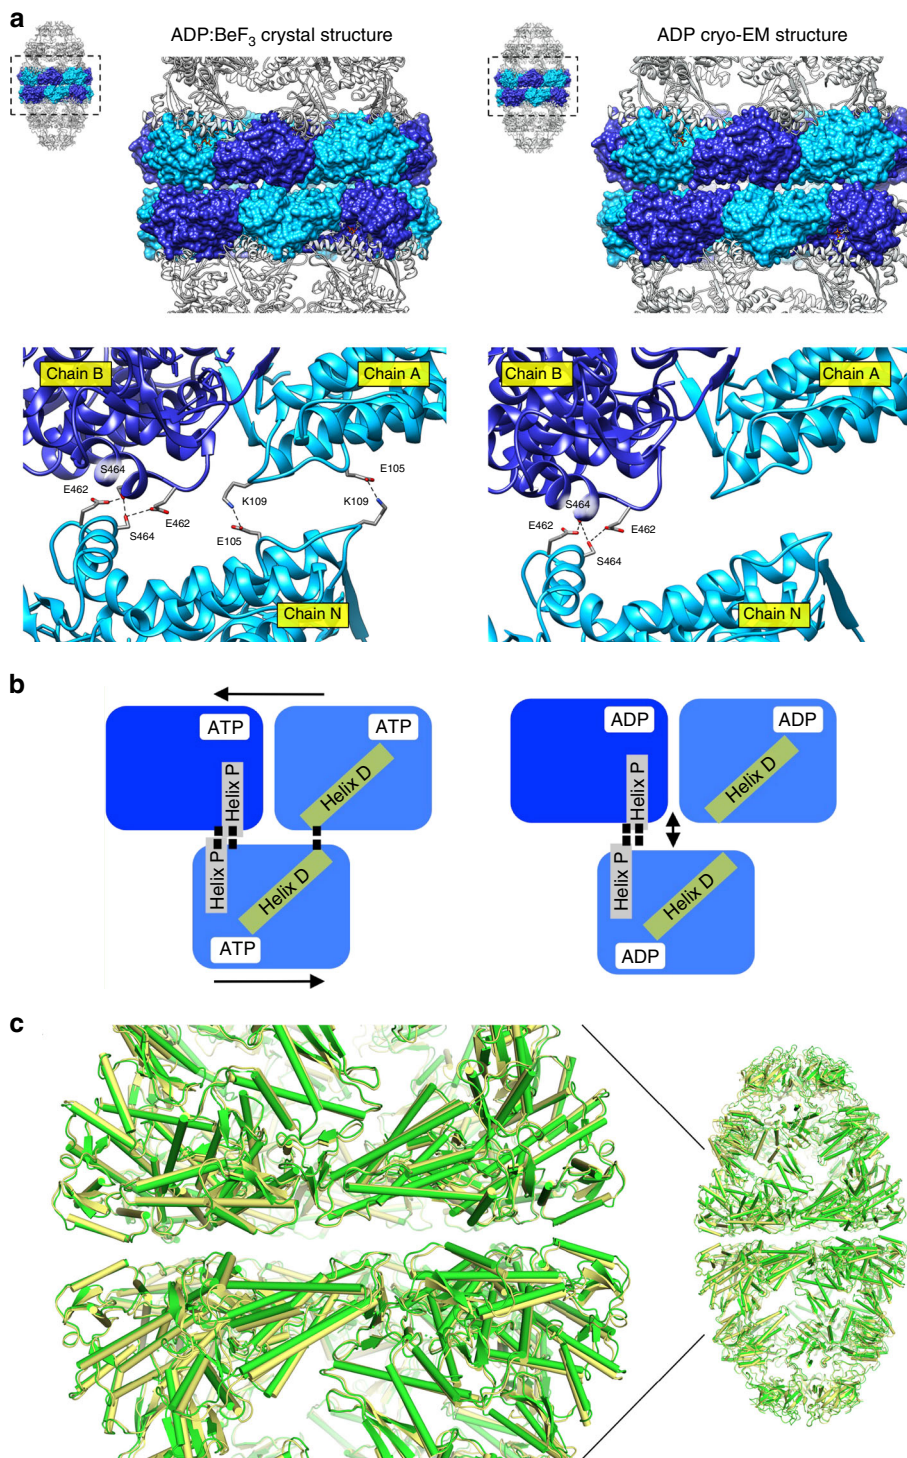 a
ADP:BeF3 crystal structure
ADP cryo-EM structure
Chain B
Chain A
S464
E462
E462
S464
K109
E105
E105
K109
Chain N
Chain B
Chain A
S464
E462
E462
S464
Chain N
b
ATP
ATP
Helix P
Helix D
Helix P
Helix D
ATP
ADP
ADP
Helix P
Helix D
Helix P
Helix D
ADP
c